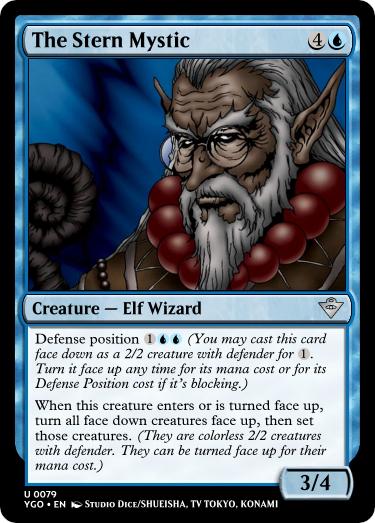 The Stern Mystic 4
Creature — Elf Wizard
Defense position 1 (You may cast this card
face down as a 2/2 creature with defender for 1.
Turn it face up any time for its mana cost or for its
Defense Position cost if it's blocking.)
When this creature enters or is turned face up,
turn all face down creatures face up, then set
those creatures. (They are colorless 2/2 creatures
with defender. They can be turned face up for their
mana cost.)
3/4
U 0079
YGO • EN Studio Dice/SHUEISHA, TV TOKYO, KONAMI